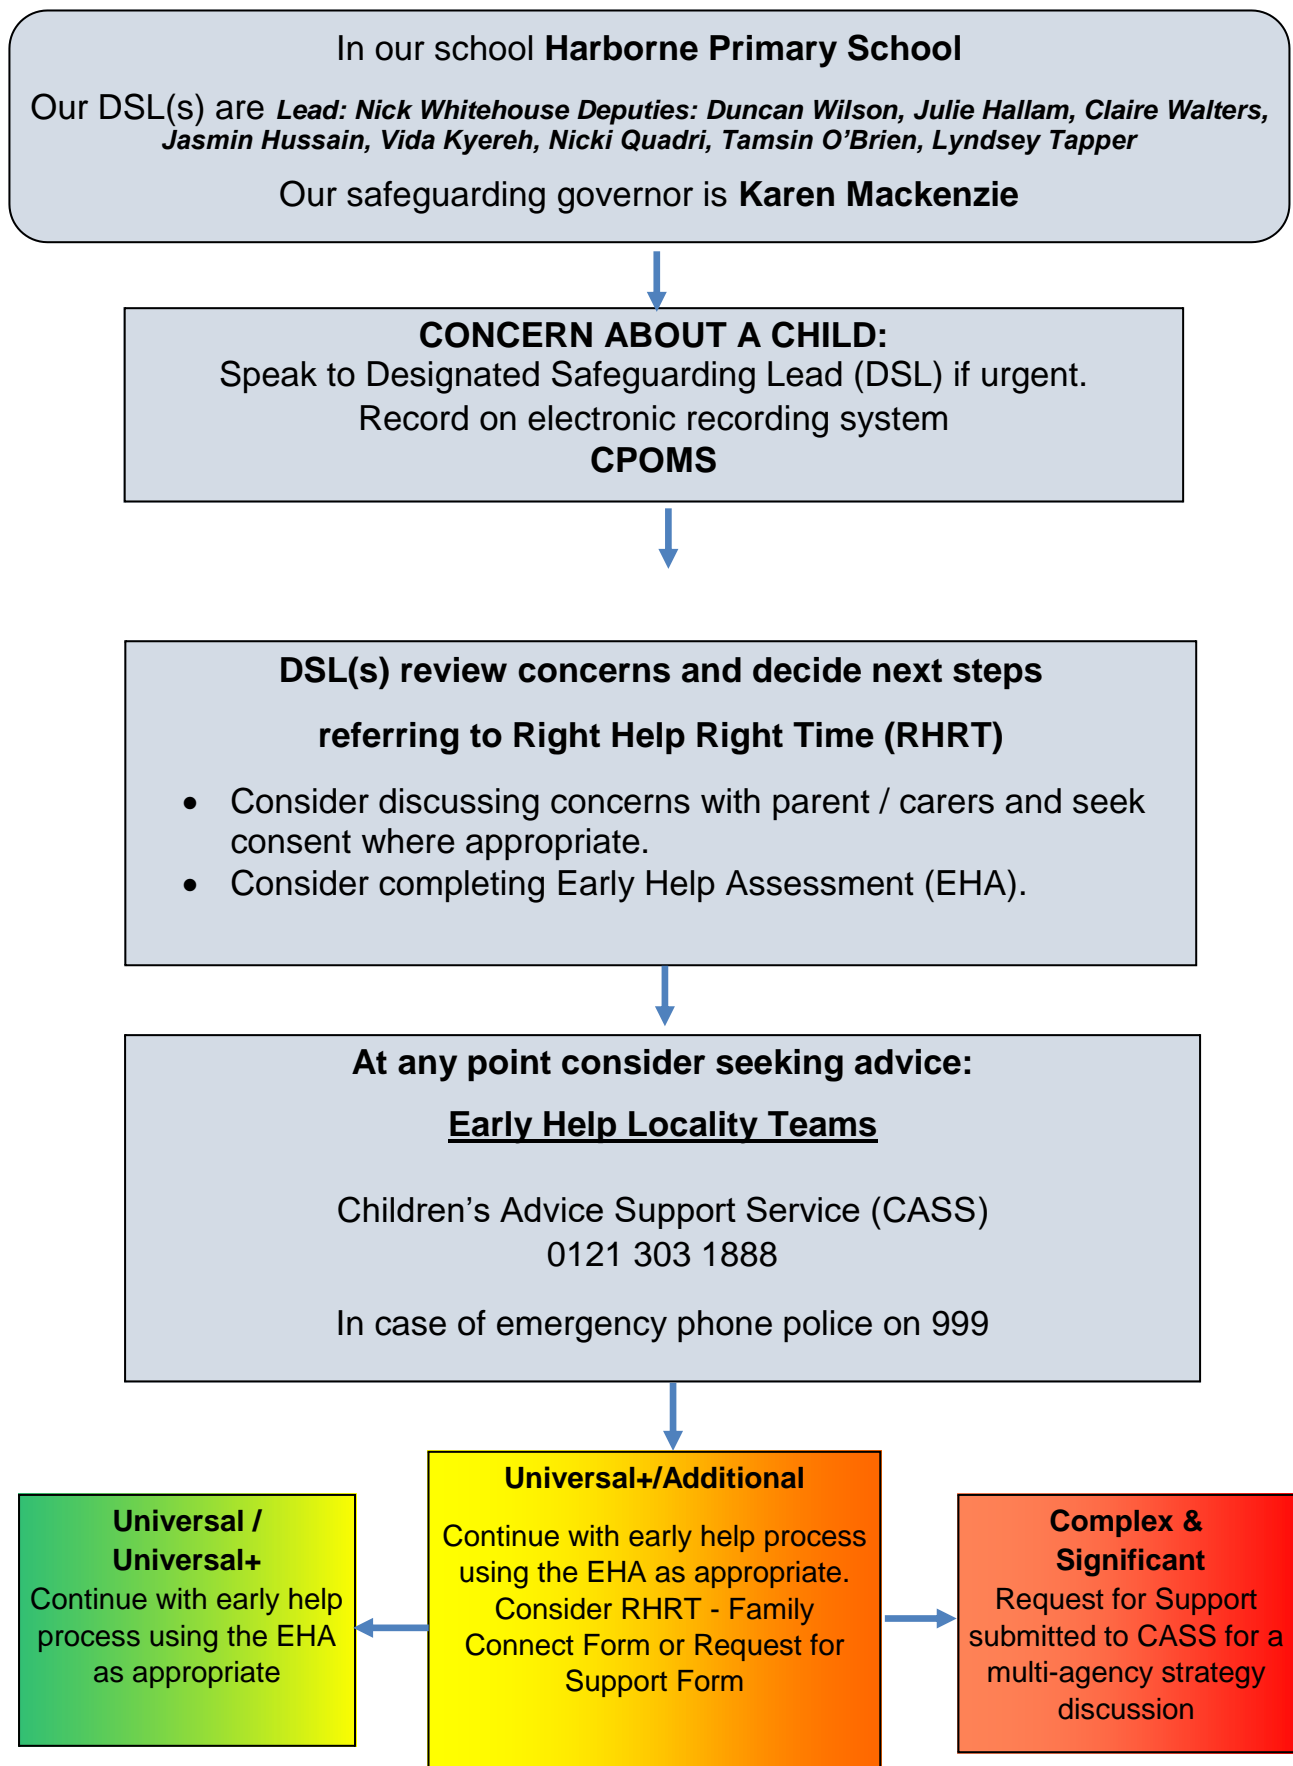 In our school Harborne Primary School
Our DSL(s) are Lead: Nick Whitehouse Deputies: Duncan Wilson, Julie Hallam, Claire Walters,
Jasmin Hussain, Vida Kyereh, Nicki Quadri, Tamsin O’Brien, Lyndsey Tapper
Our safeguarding governor is Karen Mackenzie
CONCERN ABOUT A CHILD:
Speak to Designated Safeguarding Lead (DSL) if urgent.
Record on electronic recording system
CPOMS
DSL(s) review concerns and decide next steps
referring to Right Help Right Time (RHRT)
• Consider discussing concerns with parent / carers and seek
consent where appropriate.
• Consider completing Early Help Assessment (EHA).
At any point consider seeking advice:
Early Help Locality Teams
Children’s Advice Support Service (CASS)
0121 303 1888
In case of emergency phone police on 999
Universal /
Universal+
Continue with early help
process using the EHA
as appropriate
Universal+/Additional
Continue with early help process
using the EHA as appropriate.
Consider RHRT - Family
Connect Form or Request for
Support Form
Complex &
Significant
Request for Support
submitted to CASS for a
multi-agency strategy
discussion